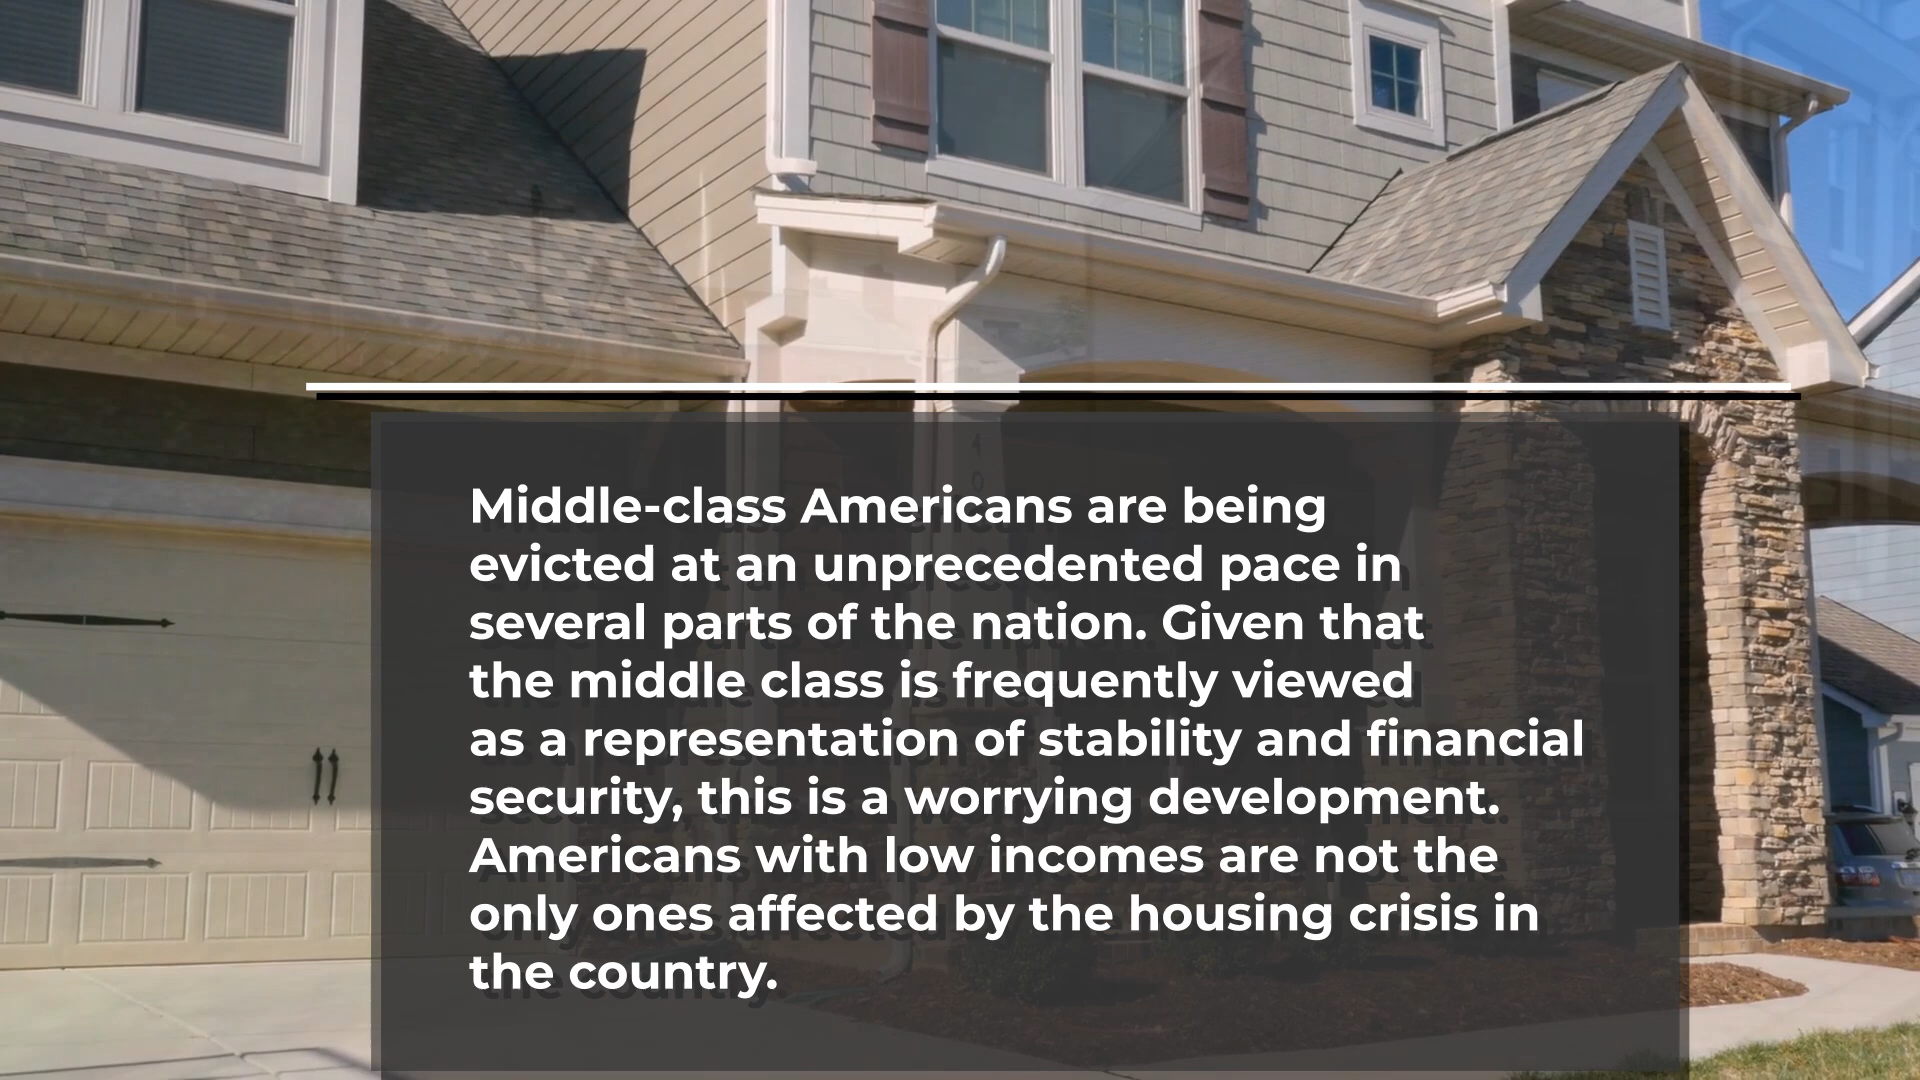 Middle-class Americans are being
evicted at an unprecedented pace in
several parts of the nation. Given that
the middle class is frequently viewed
as a representation of stability and financial
security, this is a worrying development.
Americans with low incomes are not the
only ones affected by the housing crisis in
the country.